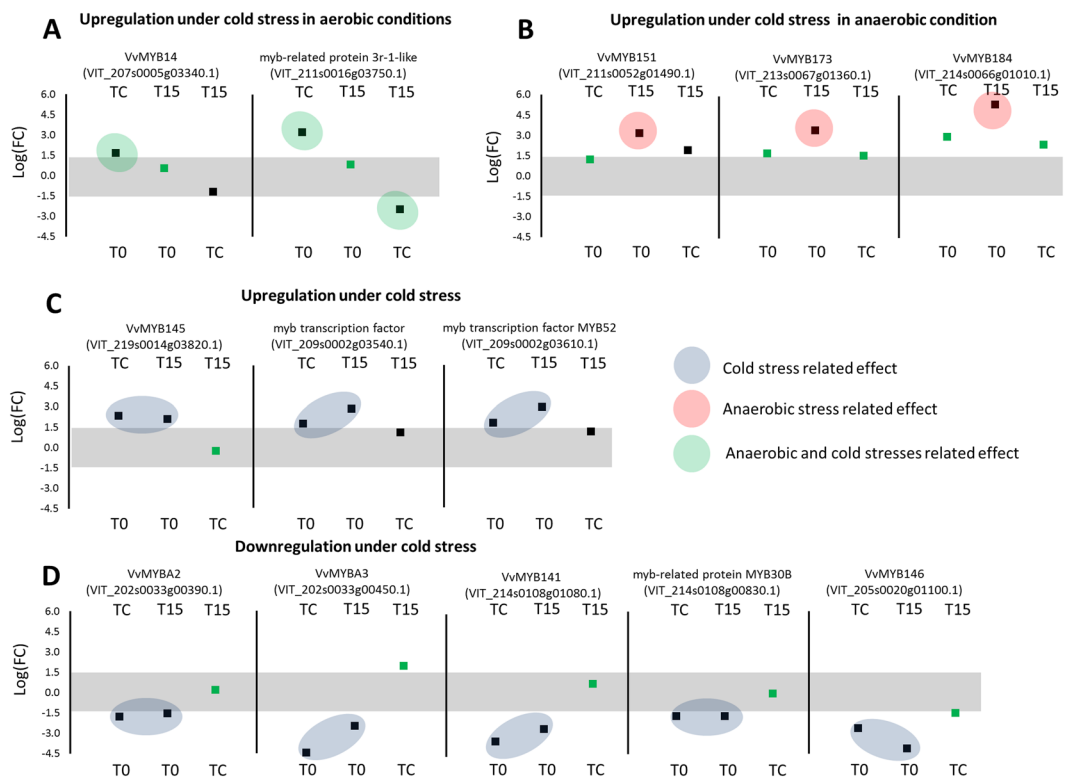 A
Upregulation under cold stress in aerobic conditions
VvMYB14
(VIT_207s0005g03340.1)
myb-related protein 3r-1-like
(VIT_211s0016g03750.1)
TC T15 T15 TC T15 T15
Log(FC)
6.0
4.5
3.0
1.5
0.0
-1.5
-3.0
-4.5
T0 T0 TC T0 T0 TC
B
Upregulation under cold stress in anaerobic condition
VvMYB151
(VIT_211s0052g01490.1)
VvMYB173
(VIT_213s0067g01360.1)
VvMYB184
(VIT_214s0066g01010.1)
TC T15 T15 TC T15 T15 TC T15 T15
Log(FC)
6.0
4.5
3.0
1.5
0.0
-1.5
-3.0
-4.5
T0 T0 TC T0 T0 TC T0 T0 TC
C
Upregulation under cold stress
VvMYB145
(VIT_219s0014g03820.1)
myb transcription factor
(VIT_209s0002g03540.1)
myb transcription factor MYB52
(VIT_209s0002g03610.1)
TC T15 T15 TC T15 T15 TC T15 T15
Log(FC)
6.0
4.5
3.0
1.5
0.0
-1.5
-3.0
-4.5
T0 T0 TC T0 T0 TC T0 T0 TC
Cold stress related effect
Anaerobic stress related effect
Anaerobic and cold stresses related effect
D
Downregulation under cold stress
VvMYBA2
(VIT_202s0033g00390.1)
VvMYBA3
(VIT_202s0033g00450.1)
VvMYB141
(VIT_214s0108g01080.1)
myb-related protein MYB30B
(VIT_214s0108g00830.1)
VvMYB146
(VIT_205s0020g01100.1)
TC T15 T15 TC T15 T15 TC T15 T15 TC T15 T15 TC T15 T15
Log(FC)
6.0
4.5
3.0
1.5
0.0
-1.5
-3.0
-4.5
T0 T0 TC T0 T0 TC T0 T0 TC T0 T0 TC T0 T0 TC